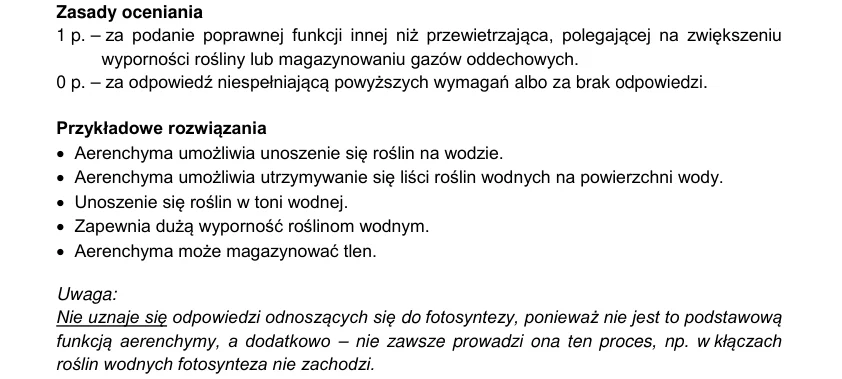 Zasady oceniania
1 p. – za podanie poprawnej funkcji innej niż przewietrzająca, polegającej na zwiększeniu
wyporności rośliny lub magazynowaniu gazów oddechowych.
0 p. – za odpowiedź niespełniającą powyższych wymagań albo za brak odpowiedzi.
Przykładowe rozwiązania
• Aerenchyma umożliwia unoszenie się roślin na wodzie.
• Aerenchyma umożliwia utrzymywanie się liści roślin wodnych na powierzchni wody.
• Unoszenie się roślin w toni wodnej.
• Zapewnia dużą wyporność roślinom wodnym.
• Aerenchyma może magazynować tlen.
Uwaga:
Nie uznaje się odpowiedzi odnoszących się do fotosyntezy, ponieważ nie jest to podstawową
funkcją aerenchymy, a dodatkowo – nie zawsze prowadzi ona ten proces, np. w kłączach
roślin wodnych fotosynteza nie zachodzi.